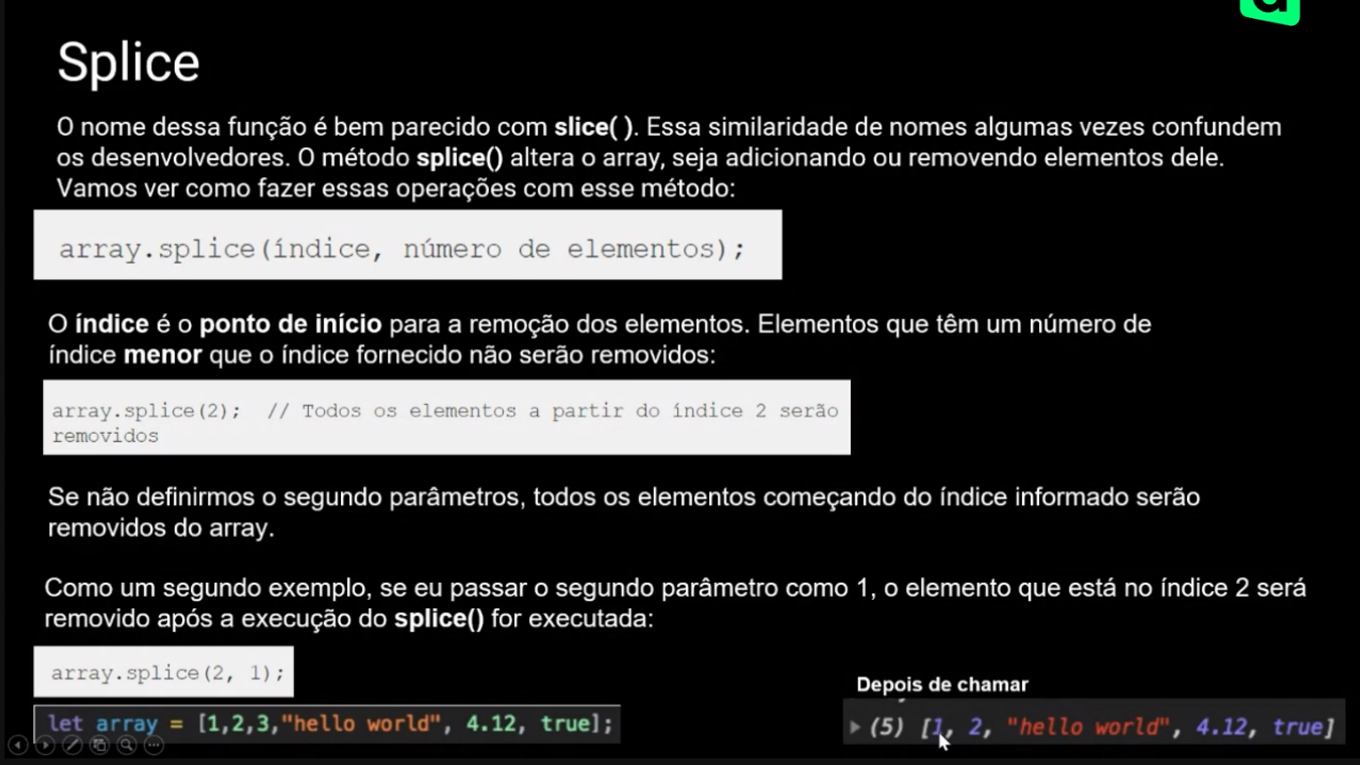 Splice
O nome dessa função é bem parecido com slice( ). Essa similaridade de nomes algumas vezes confundem
os desenvolvedores. O método splice() altera o array, seja adicionando ou removendo elementos dele.
Vamos ver como fazer essas operações com esse método:
array.splice(índice, número de elementos);
O índice é o ponto de início para a remoção dos elementos. Elementos que têm um número de
índice menor que o índice fornecido não serão removidos:
array.splice(2);  // Todos os elementos a partir do índice 2 serão
removidos
Se não definirmos o segundo parâmetros, todos os elementos começando do índice informado serão
removidos do array.
Como um segundo exemplo, se eu passar o segundo parâmetro como 1, o elemento que está no índice 2 será
removido após a execução do splice() for executada:
array.splice(2, 1);
let array = [1,2,3,"hello world", 4.12, true];
Depois de chamar
(5) [1, 2, "hello world", 4.12, true]